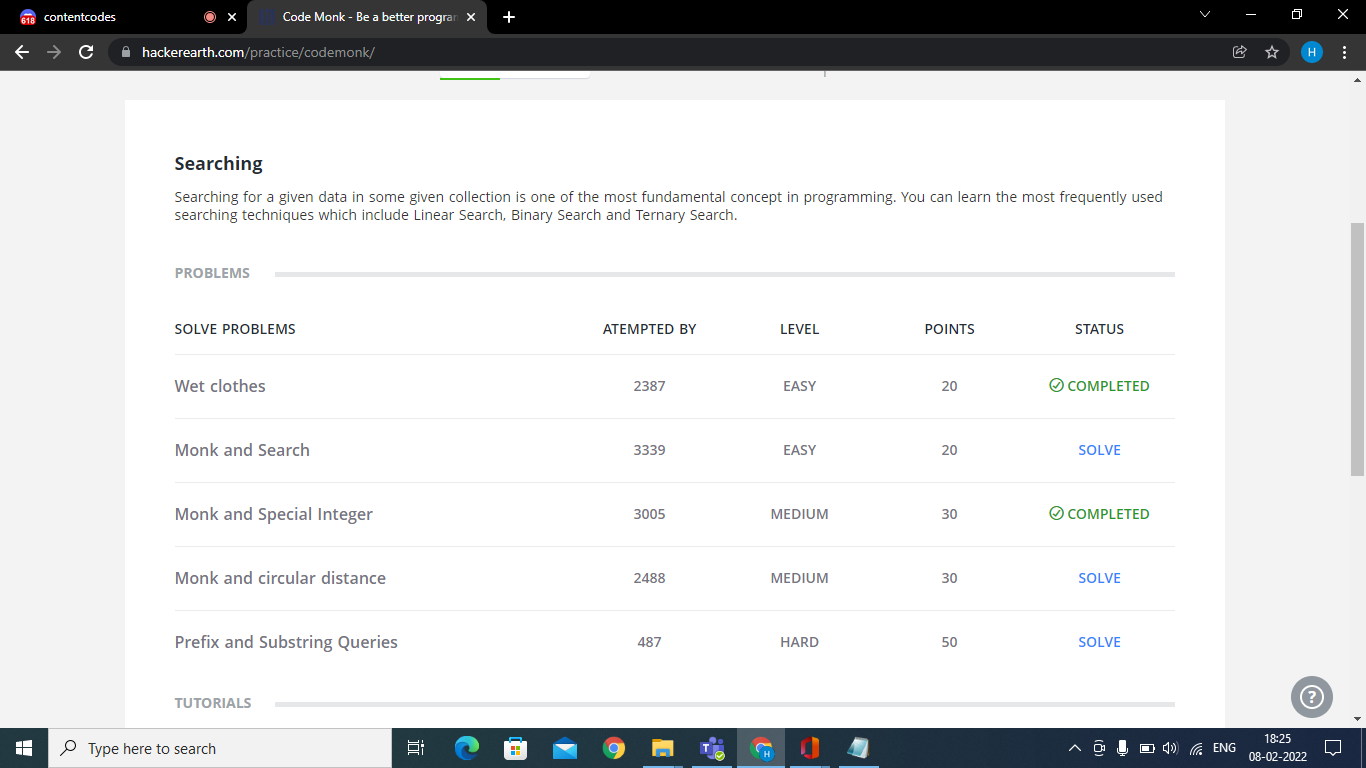 618 contentcodes
Code Monk - Be a better progra
hackerearth.com/practice/codemonk/
H
Searching
Searching for a given data in some given collection is one of the most fundamental concept in programming. You can learn the most frequently used
searching techniques which include Linear Search, Binary Search and Ternary Search.
PROBLEMS
SOLVE PROBLEMS ATEMPTED BY LEVEL POINTS STATUS
Wet clothes 2387 EASY 20 COMPLETED
Monk and Search 3339 EASY 20 SOLVE
Monk and Special Integer 3005 MEDIUM 30 COMPLETED
Monk and circular distance 2488 MEDIUM 30 SOLVE
Prefix and Substring Queries 487 HARD 50 SOLVE
TUTORIALS
?
Type here to search
H
ENG
18:25
08-02-2022